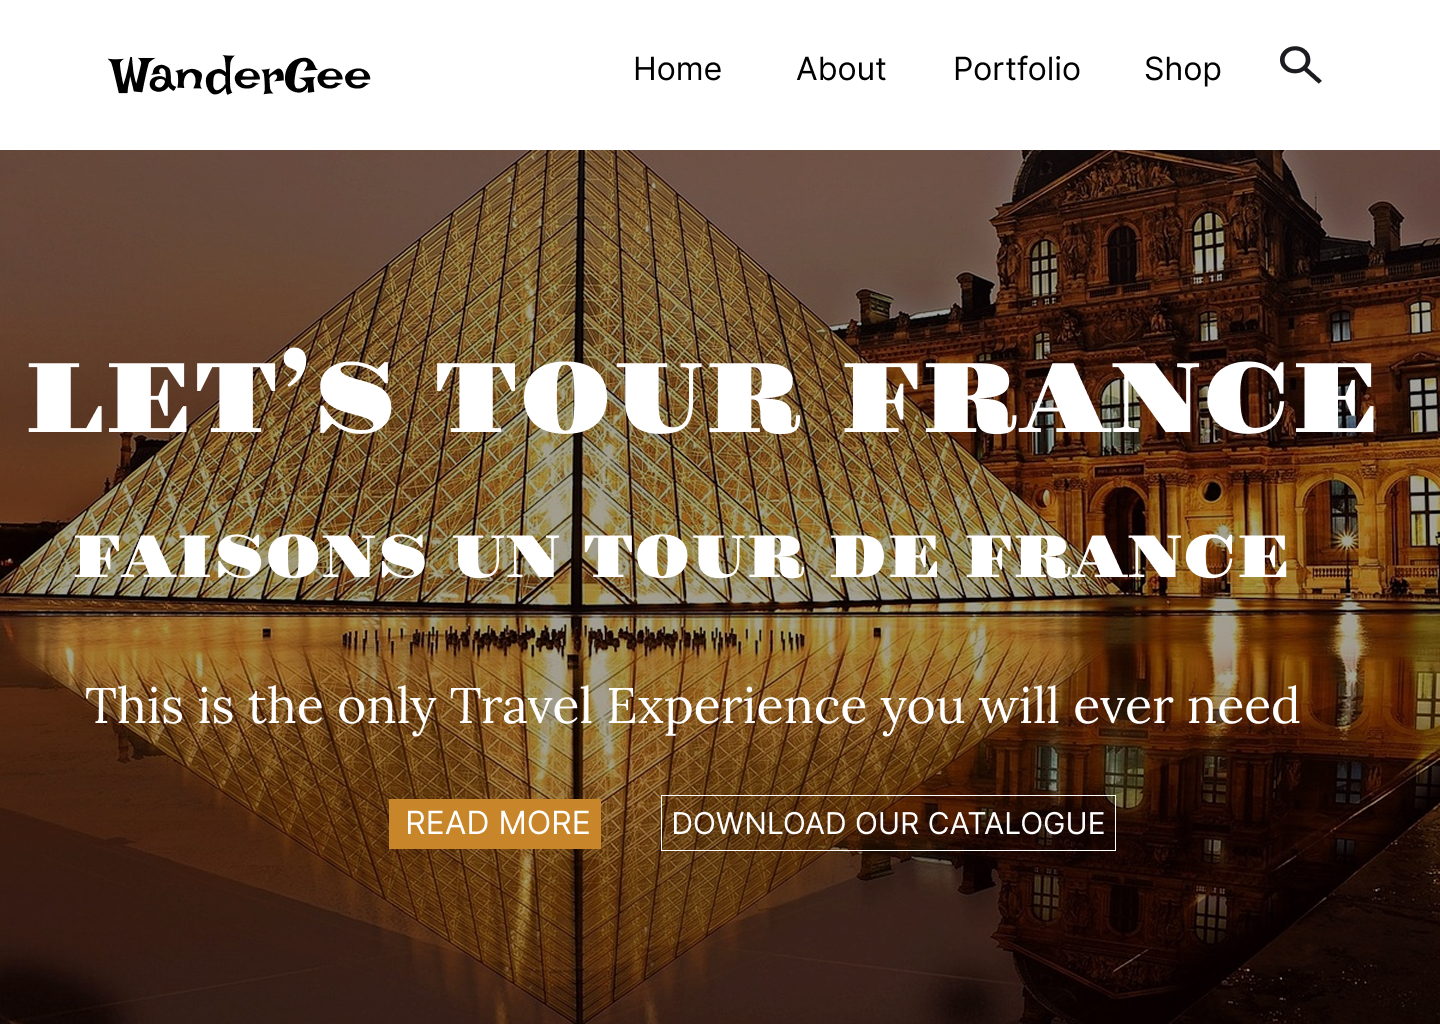 WanderGee
Home About Portfolio Shop
LET’S TOUR FRANCE
FAISONS UN TOUR DE FRANCE
This is the only Travel Experience you will ever need
READ MORE
DOWNLOAD OUR CATALOGUE